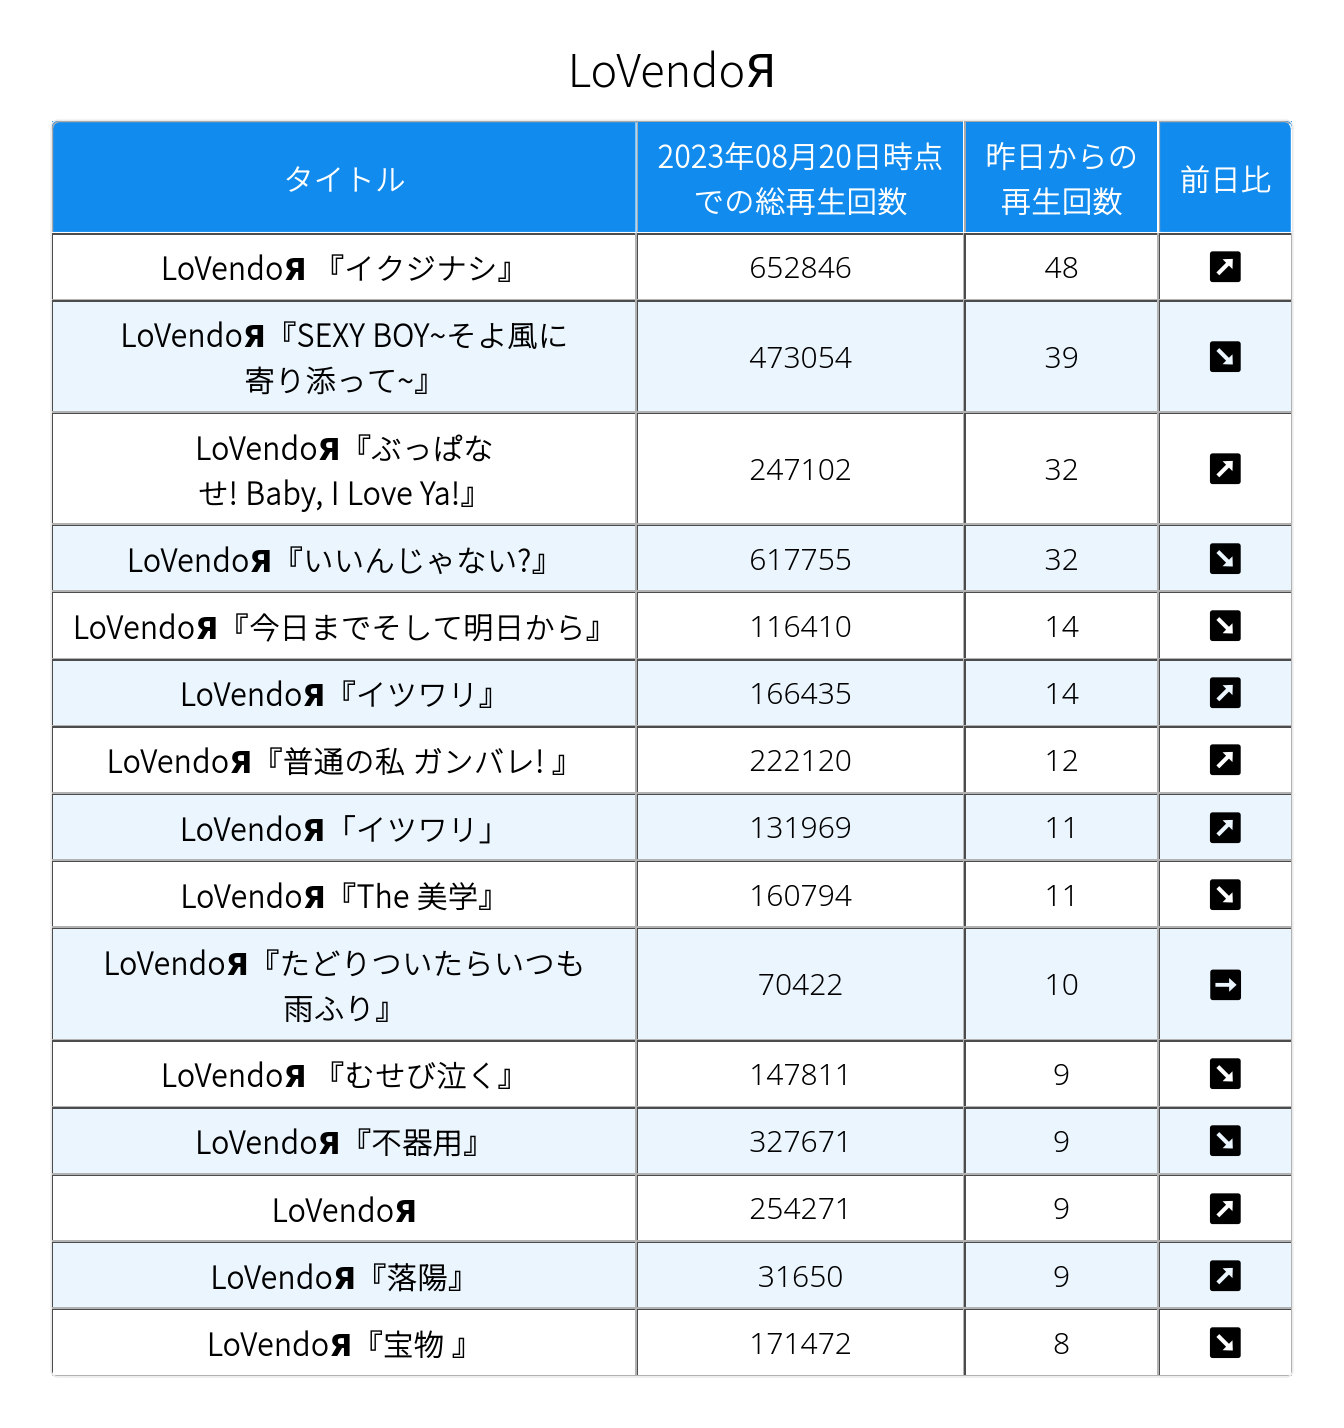 LoVendoЯ
タイトル
2023年08月20日時点
での総再生回数
昨日からの
再生回数
前日比
LoVendoЯ 『イクジナシ』
652846
48
↗
LoVendoЯ『SEXY BOY~そよ風に
寄り添って~』
473054
39
↘
LoVendoЯ『ぶっぱな
せ! Baby, I Love Ya!』
247102
32
↗
LoVendoЯ『いいんじゃない?』
617755
32
↘
LoVendoЯ『今日までそして明日から』
116410
14
↘
LoVendoЯ『イツワリ』
166435
14
↗
LoVendoЯ『普通の私 ガンバレ! 』
222120
12
↗
LoVendoЯ「イツワリ」
131969
11
↗
LoVendoЯ『The 美学』
160794
11
↘
LoVendoЯ『たどりついたらいつも
雨ふり』
70422
10
→
LoVendoЯ 『むせび泣く』
147811
9
↘
LoVendoЯ『不器用』
327671
9
↘
LoVendoЯ
254271
9
↗
LoVendoЯ『落陽』
31650
9
↗
LoVendoЯ『宝物 』
171472
8
↘